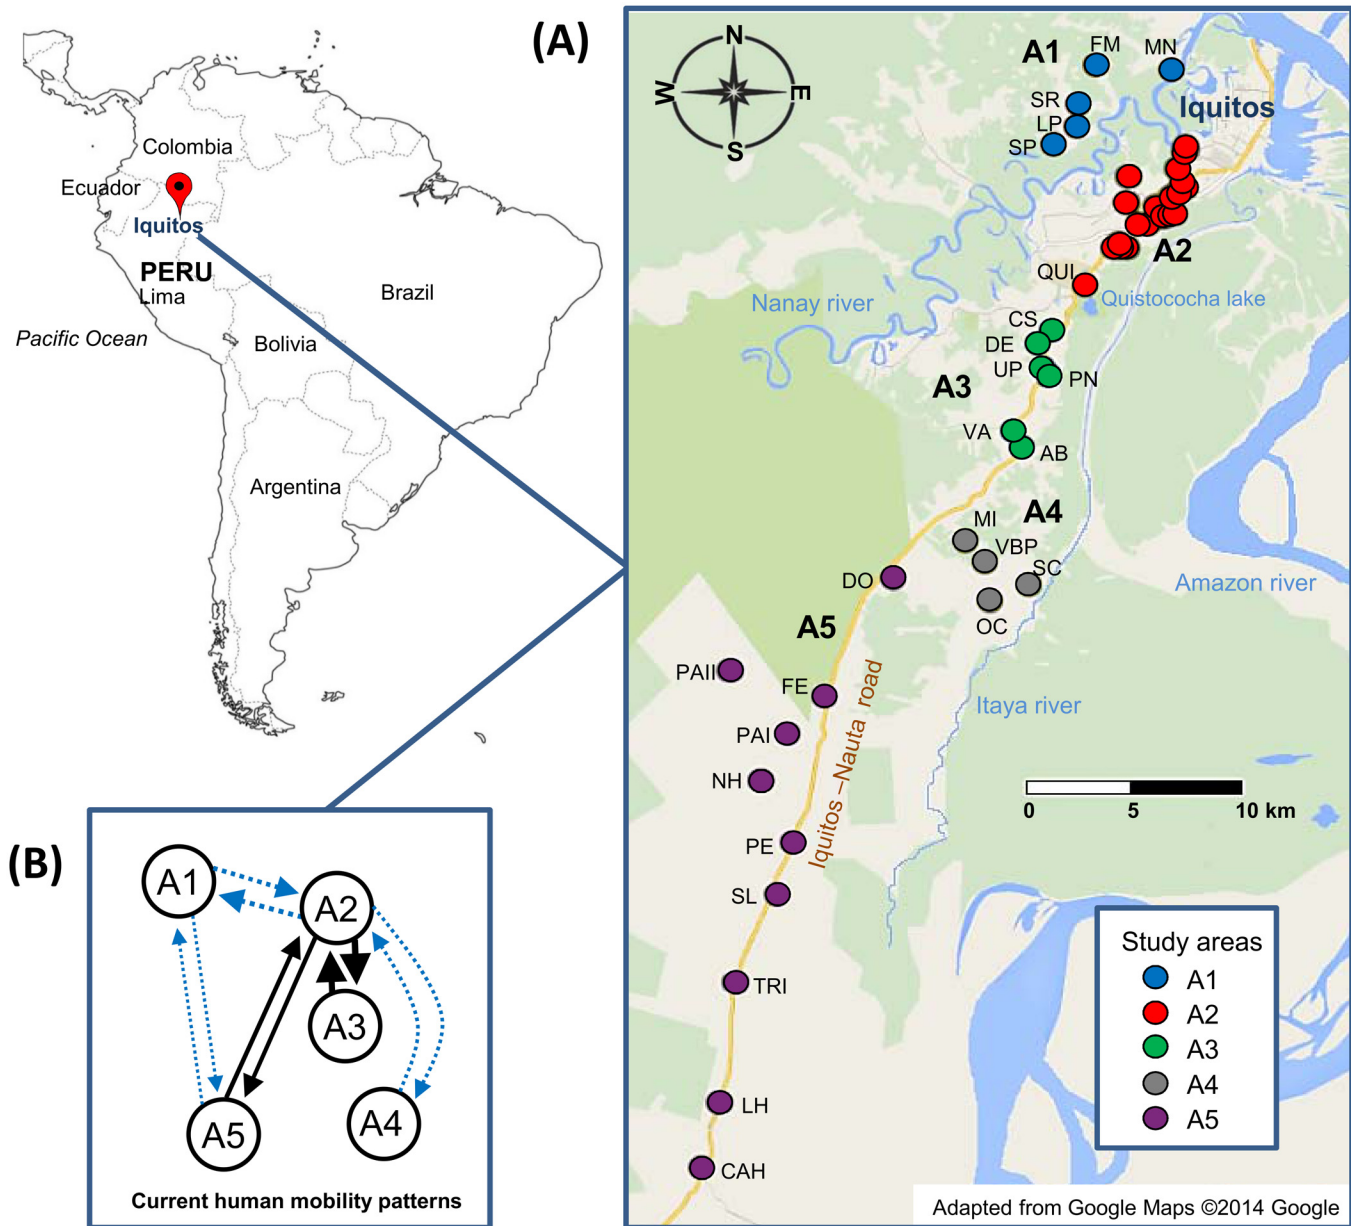 (A)
Colombia
Ecuador
Iquitos
PERU
Lima
Brazil
Pacific Ocean
Bolivia
Argentina
N
W
E
S
A1
FM
MN
SR
LP
SP
Iquitos
A2
QUI
Quistococha lake
Nanay river
CS
DE
UP
PN
A3
VA
AB
A4
MI
VBP
SC
OC
DO
Amazon river
A5
PAII
FE
Itaya river
PAI
NH
Iquitos –Nauta road
0
5
10 km
PE
SL
TRI
LH
CAH
Study areas
A1
A2
A3
A4
A5
Adapted from Google Maps ©2014 Google
(B)
A1
A2
A3
A4
A5
Current human mobility patterns